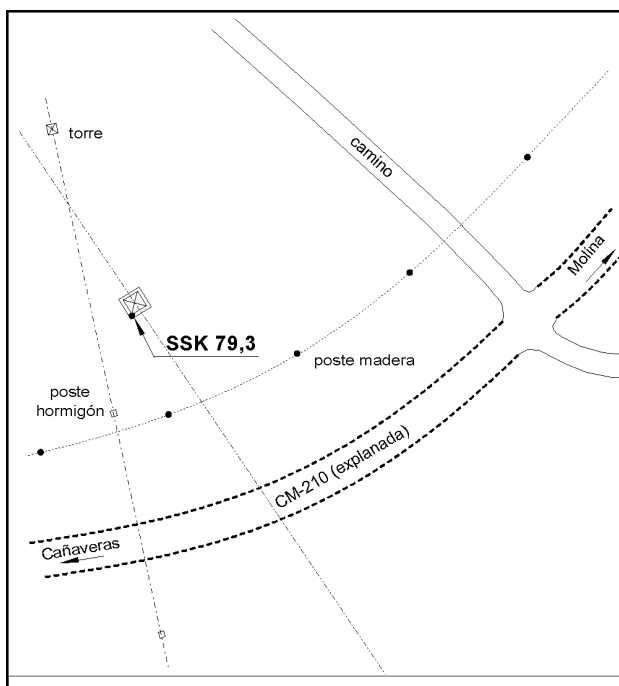 torre
camino
Molina
SSK 79,3
poste madera
poste
hormigón
CM-210 (explanada)
Cañaveras